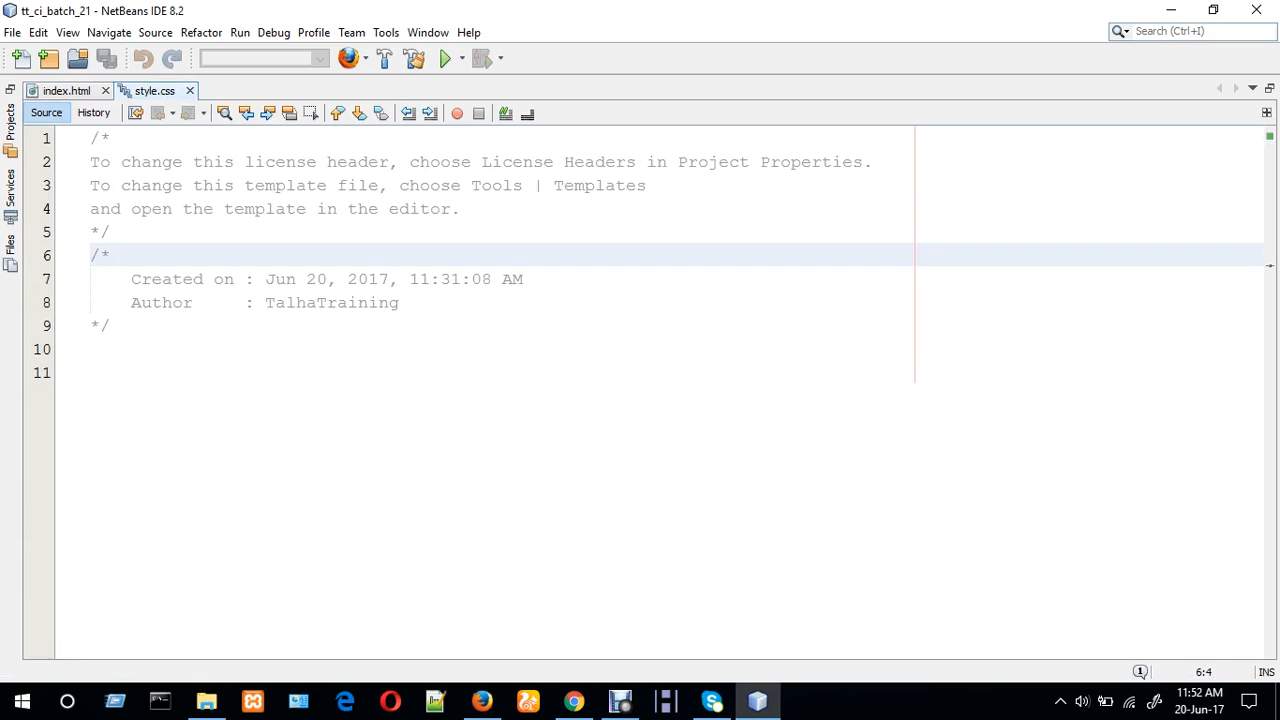 tt_ci_batch_21 - NetBeans IDE 8.2
File Edit View Navigate Source Refactor Run Debug Profile Team Tools Window Help
Search (Ctrl+I)
index.html style.css
Source History
Projects
Services
Files
1 /*
2 To change this license header, choose License Headers in Project Properties.
3 To change this template file, choose Tools | Templates
4 and open the template in the editor.
5 */
6 /*
7 Created on : Jun 20, 2017, 11:31:08 AM
8 Author : TalhaTraining
9 */
10
11
1 6:4 INS
11:52 AM
20-Jun-17